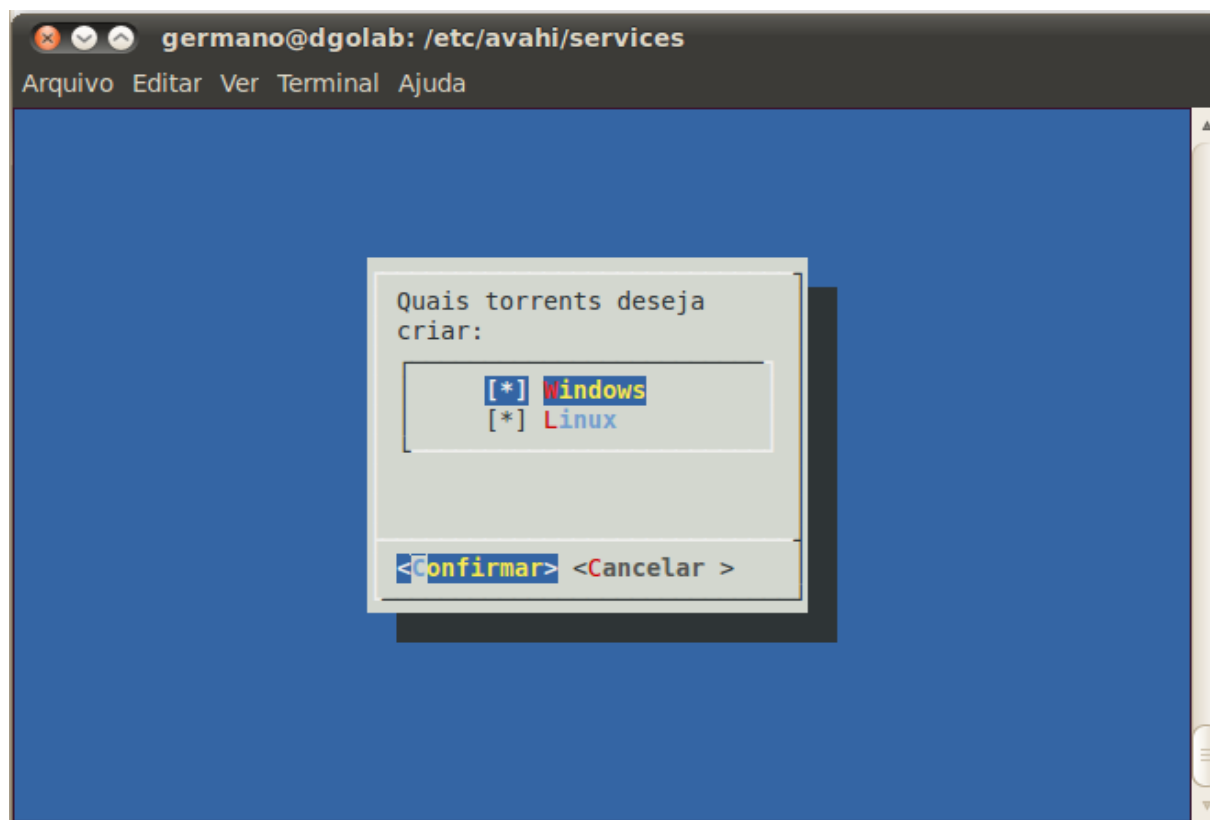 germano@dgolab: /etc/avahi/services
Arquivo Editar Ver Terminal Ajuda
Quais torrents deseja
criar:
[*] Windows
[*] Linux
<Confirmar> <Cancelar >